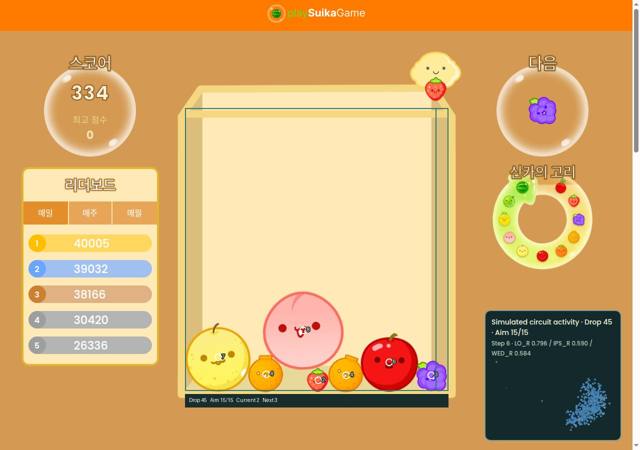 playSuikaGame
스코어
334
최고 점수
0
다음
리더보드
매일 매주 매월
1 40005
2 39032
3 38166
4 30420
5 26336
산카의 고리
Simulated circuit activity · Drop 45
· Aim 15/15
Step 6 · LO_R 0.796 / IPS_R 0.590 /
WED_R 0.584
Drop 45 Aim 15/15 Current 2 Next 3